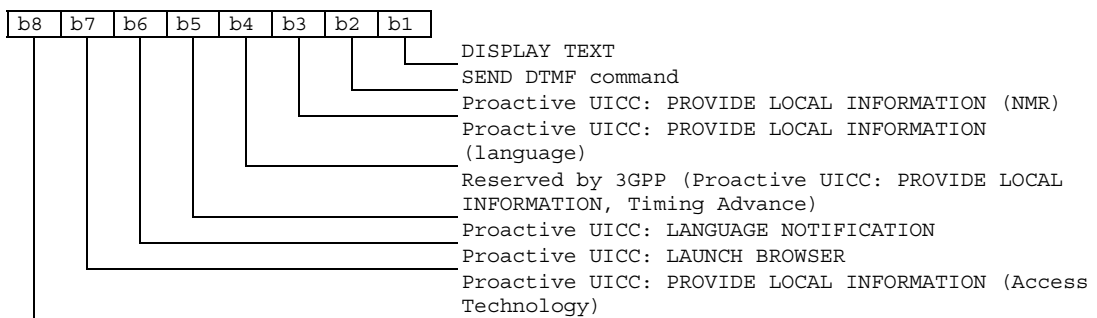 b8 b7 b6 b5 b4 b3 b2 b1
DISPLAY TEXT
SEND DTMF command
Proactive UICC: PROVIDE LOCAL INFORMATION (NMR)
Proactive UICC: PROVIDE LOCAL INFORMATION
(language)
Reserved by 3GPP (Proactive UICC: PROVIDE LOCAL
INFORMATION, Timing Advance)
Proactive UICC: LANGUAGE NOTIFICATION
Proactive UICC: LAUNCH BROWSER
Proactive UICC: PROVIDE LOCAL INFORMATION (Access
Technology)